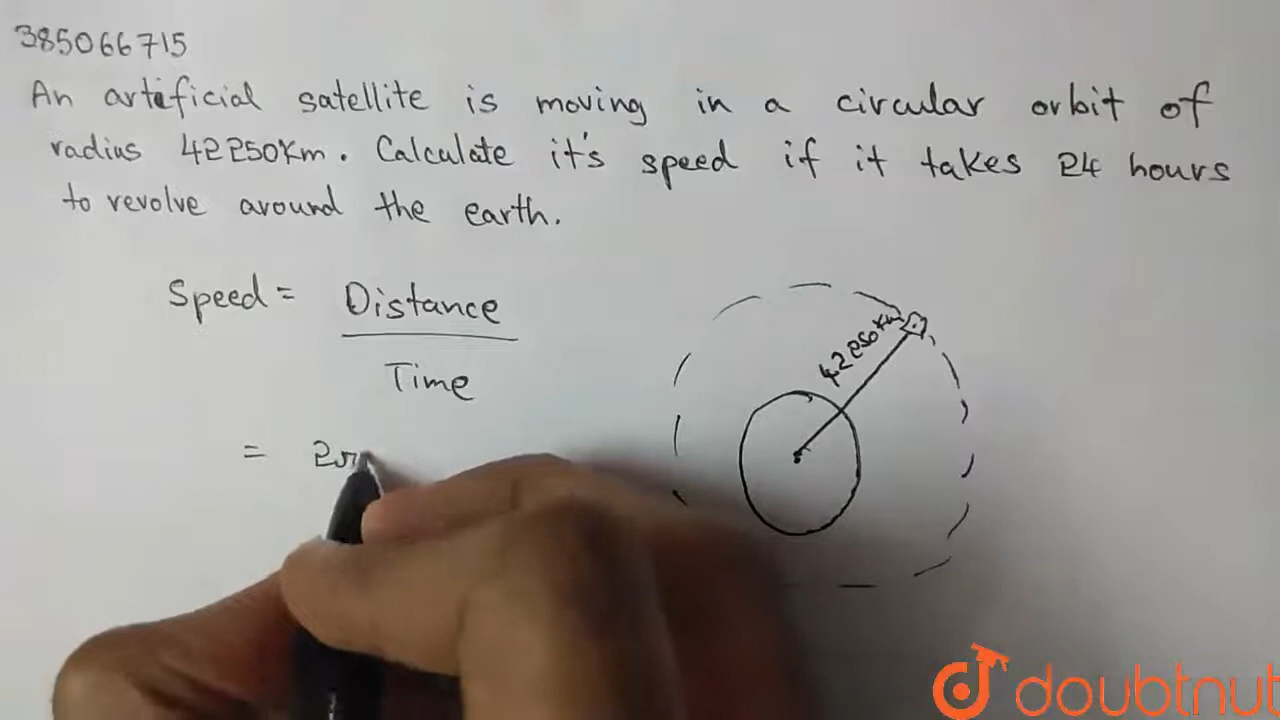 385066715
An artificial satellite is moving in a circular orbit of
radius 42250Km. Calculate it's speed if it takes 24 hours
to revolve around the earth.
Speed = Distance
Time
= 2π
42250Km
doubtnut